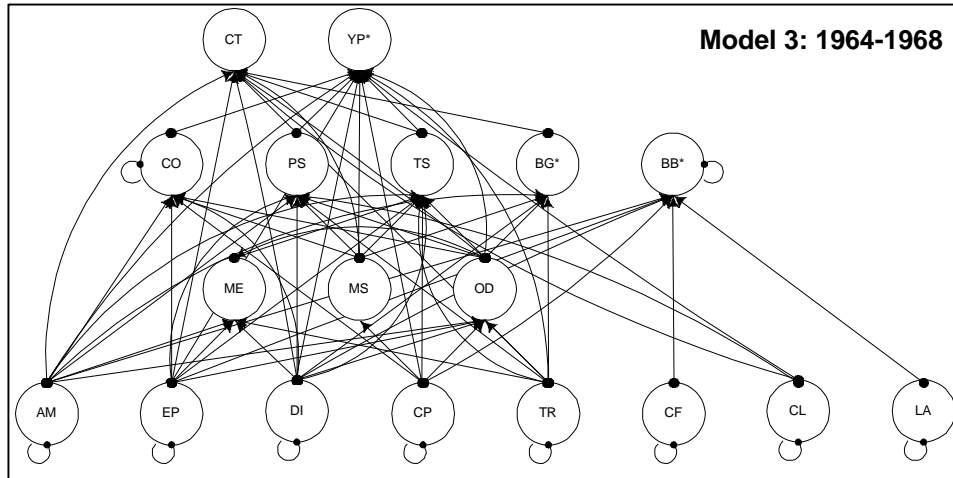 CT YP* Model 3: 1964-1968
CO PS TS BG* BB*
ME MS OD
AM EP DI CP TR CF CL LA